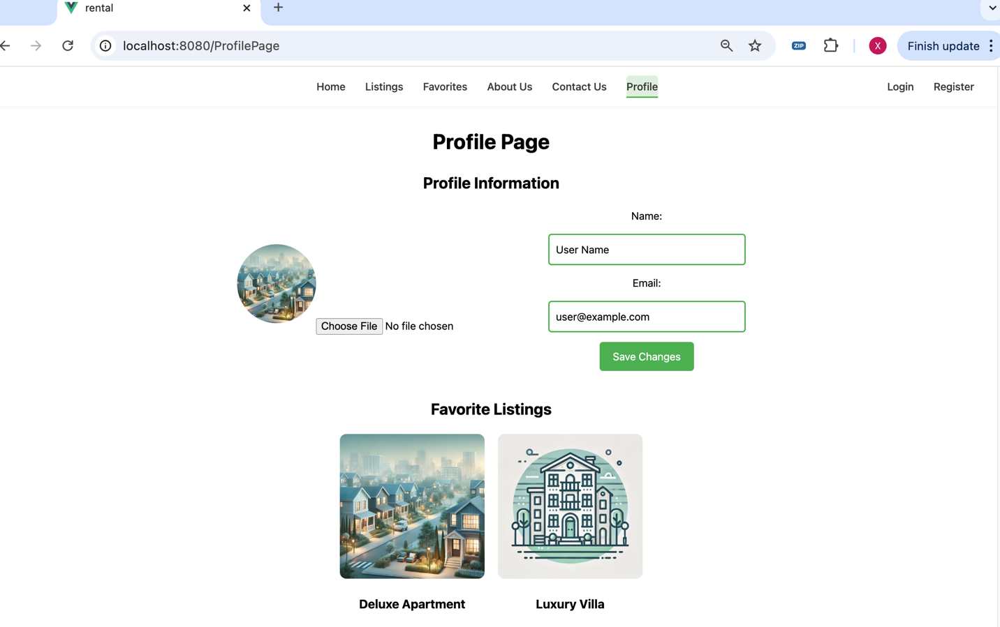 rental
localhost:8080/ProfilePage
ZIP
X
Finish update
Home Listings Favorites About Us Contact Us Profile Login Register
Profile Page
Profile Information
Name:
User Name
Email:
user@example.com
Choose File No file chosen
Save Changes
Favorite Listings
Deluxe Apartment Luxury Villa